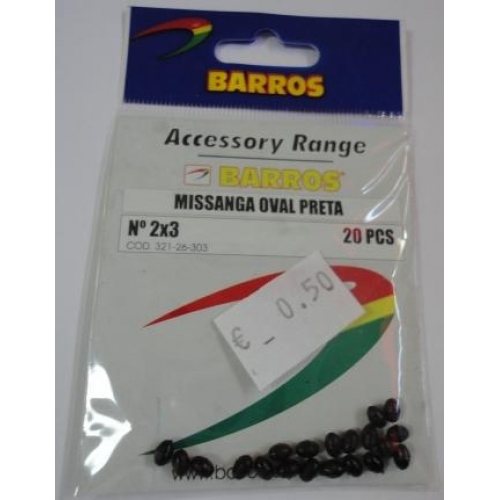 BARROS
Accessory Range
BARROS
MISSANGA OVAL PRETA
Nº 2x3
20 PCS
COD. 321-26-303
€ - 0.50